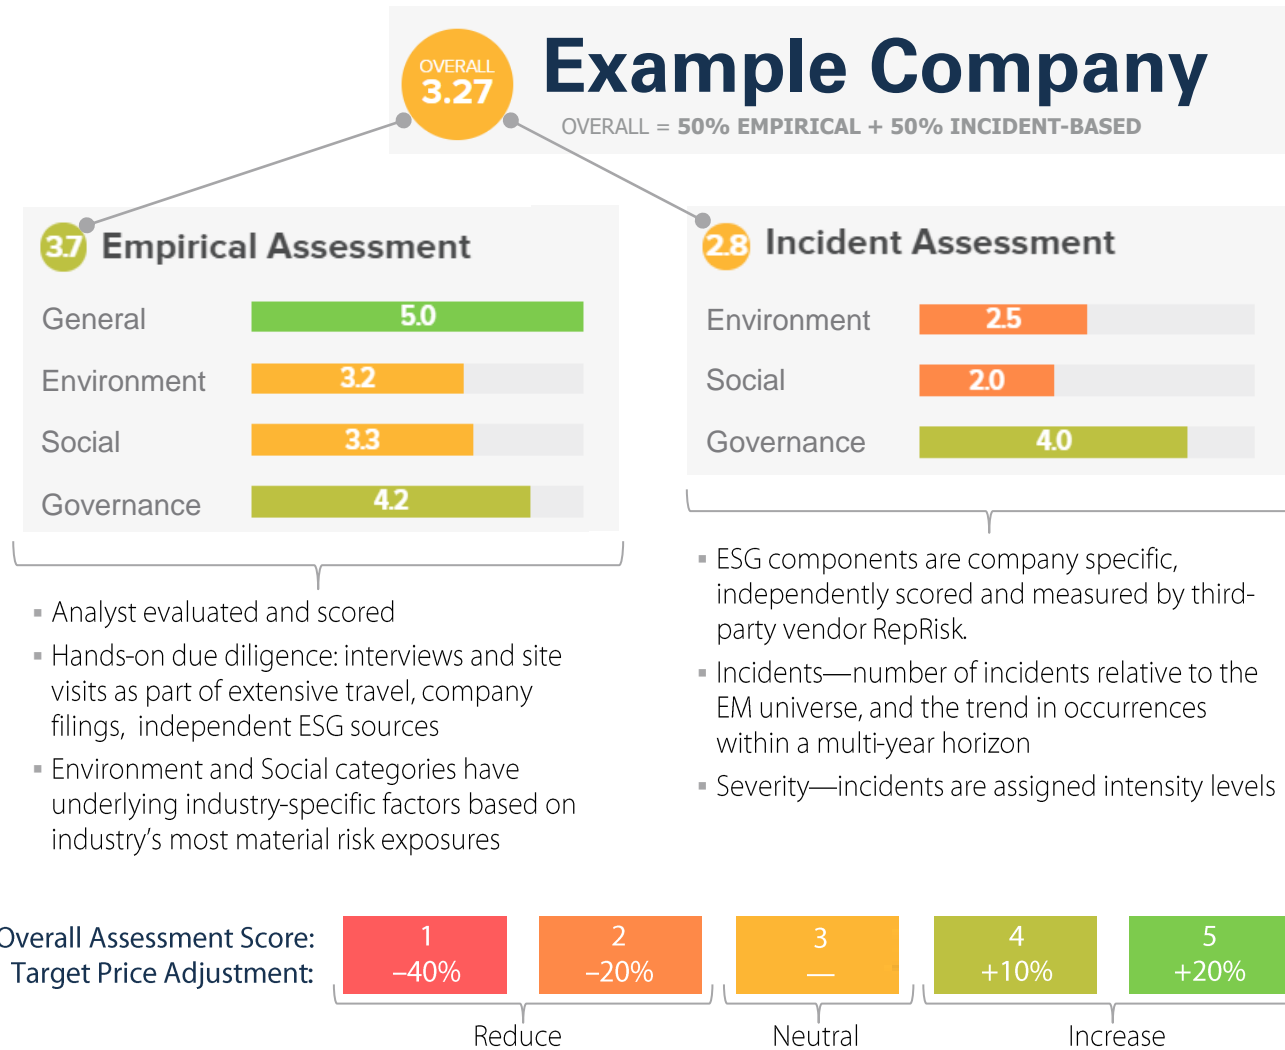 OVERALL
3.27
Example Company
OVERALL = 50% EMPIRICAL + 50% INCIDENT-BASED
3.7 Empirical Assessment
General 5.0
Environment 3.2
Social 3.3
Governance 4.2
▪ Analyst evaluated and scored
▪ Hands-on due diligence: interviews and site
visits as part of extensive travel, company
filings, independent ESG sources
▪ Environment and Social categories have
underlying industry-specific factors based on
industry’s most material risk exposures
2.8 Incident Assessment
Environment 2.5
Social 2.0
Governance 4.0
▪ ESG components are company specific,
independently scored and measured by third-
party vendor RepRisk.
▪ Incidents—number of incidents relative to the
EM universe, and the trend in occurrences
within a multi-year horizon
▪ Severity—incidents are assigned intensity levels
Overall Assessment Score: 1 2 3 4 5
Target Price Adjustment: –40% –20% — +10% +20%
Reduce Neutral Increase